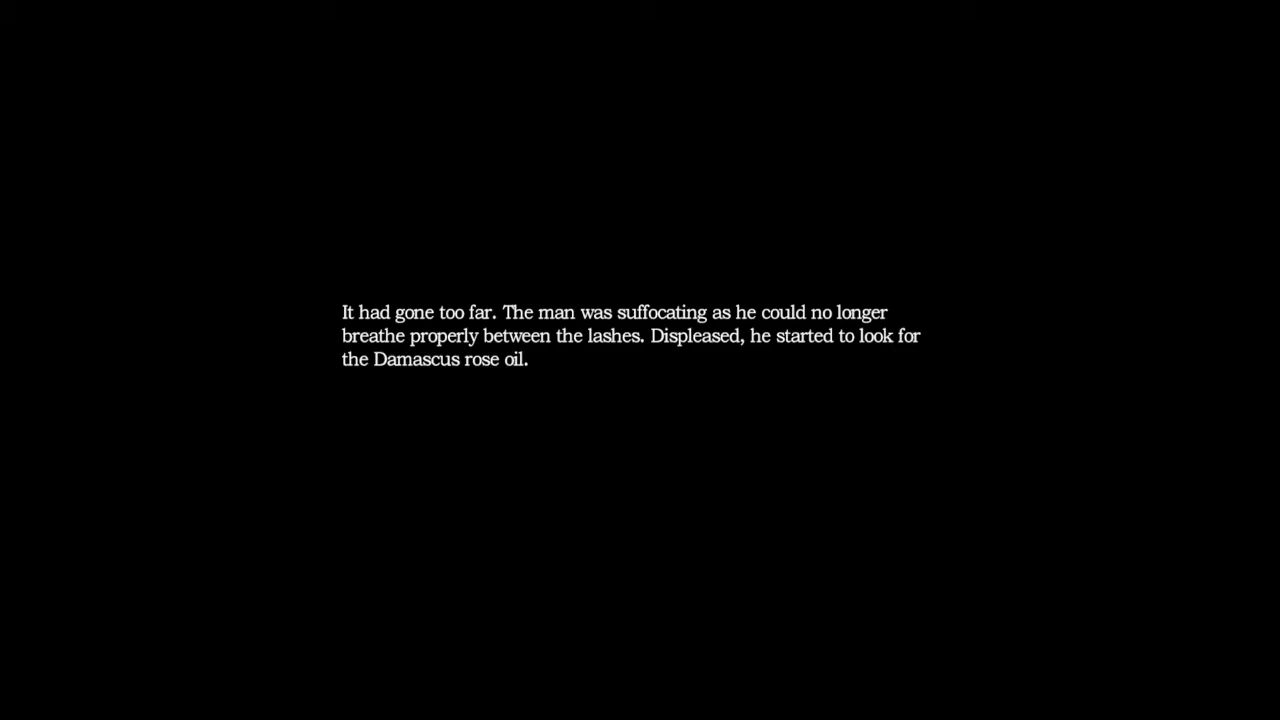 It had gone too far. The man was suffocating as he could no longer
breathe properly between the lashes. Displeased, he started to look for
the Damascus rose oil.